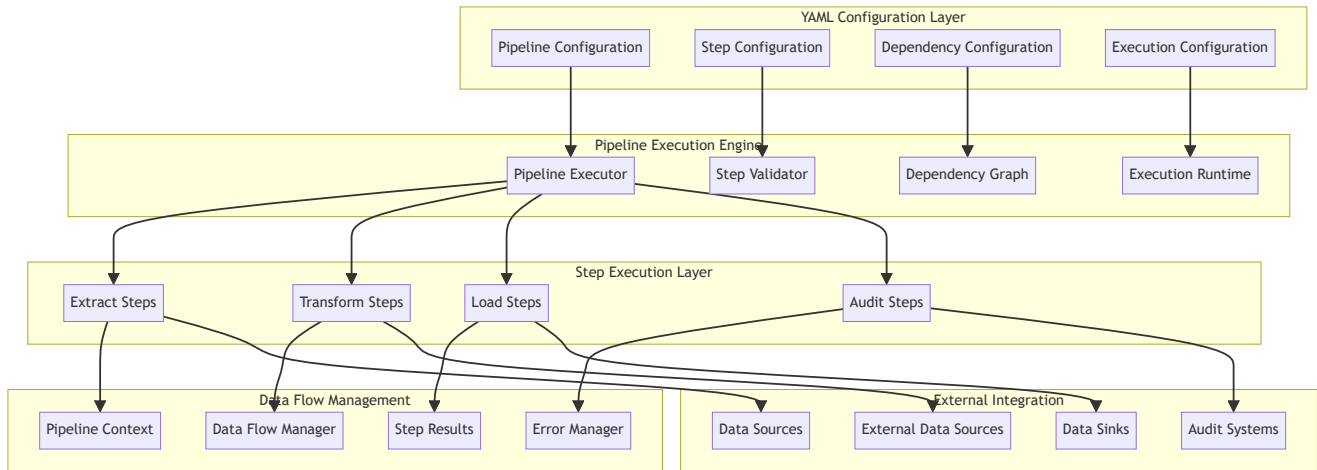 YAML Configuration Layer
Pipeline Configuration
Step Configuration
Dependency Configuration
Execution Configuration
Pipeline Execution Engine
Pipeline Executor
Step Validator
Dependency Graph
Execution Runtime
Step Execution Layer
Extract Steps
Transform Steps
Load Steps
Audit Steps
Data Flow Management
Pipeline Context
Data Flow Manager
Step Results
Error Manager
External Integration
Data Sources
External Data Sources
Data Sinks
Audit Systems